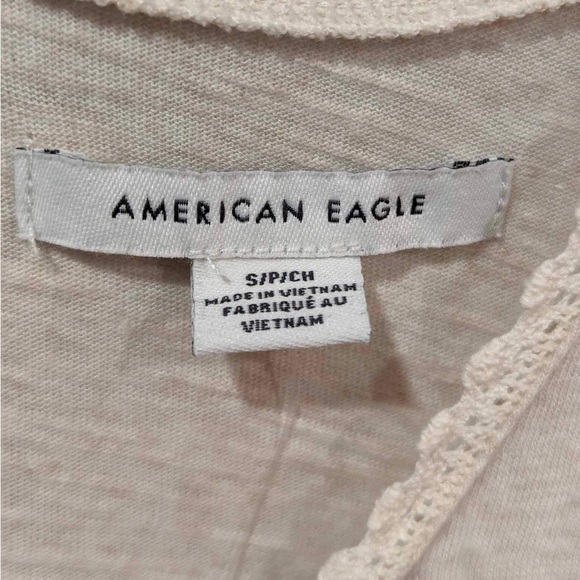 AMERICAN EAGLE
S/P/CH
MADE IN VIETNAM
FABRIQUÉ AU
VIETNAM